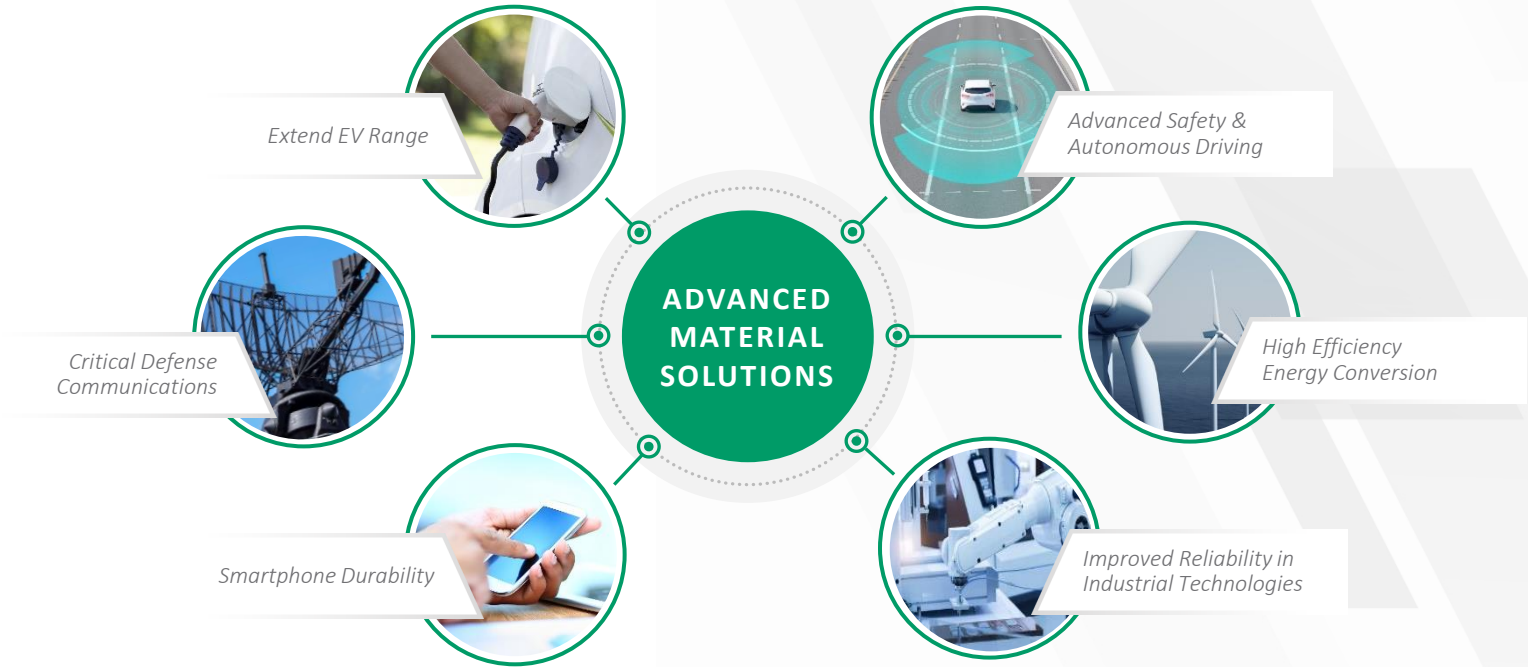 Extend EV Range
Advanced Safety &
Autonomous Driving
ADVANCED
MATERIAL
SOLUTIONS
Critical Defense
Communications
High Efficiency
Energy Conversion
Smartphone Durability
Improved Reliability in
Industrial Technologies